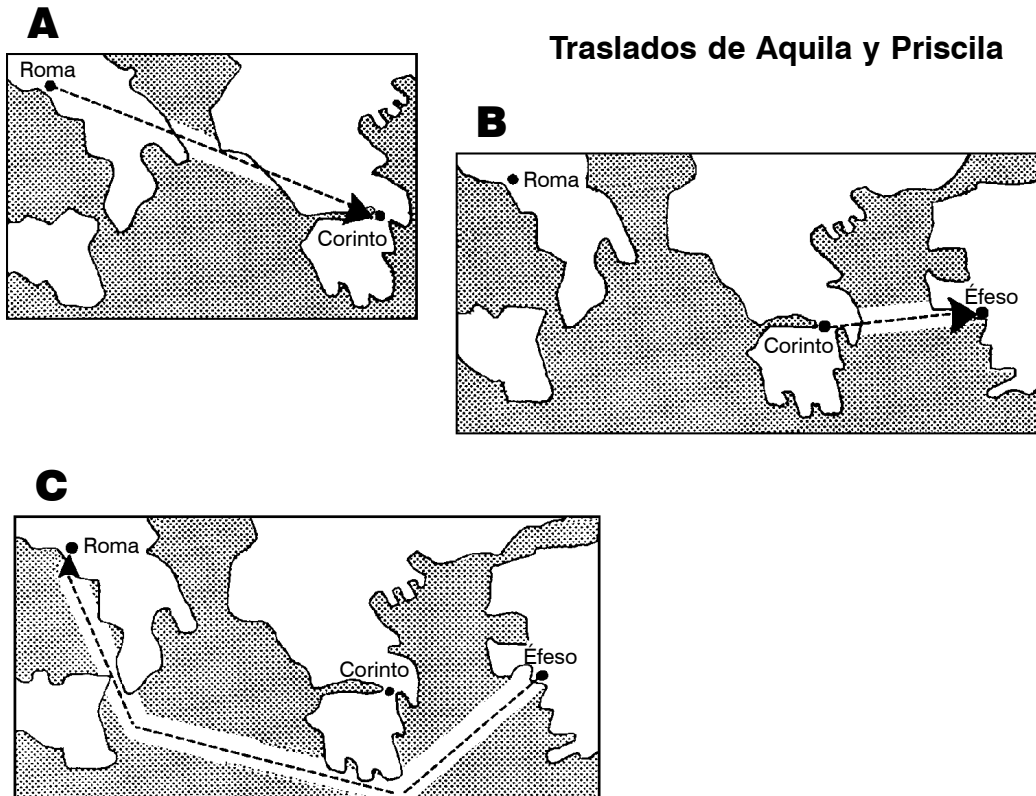 A
Traslados de Aquila y Priscila
Roma
Corinto
B
Roma
Éfeso
Corinto
C
Roma
Corinto
Éfeso